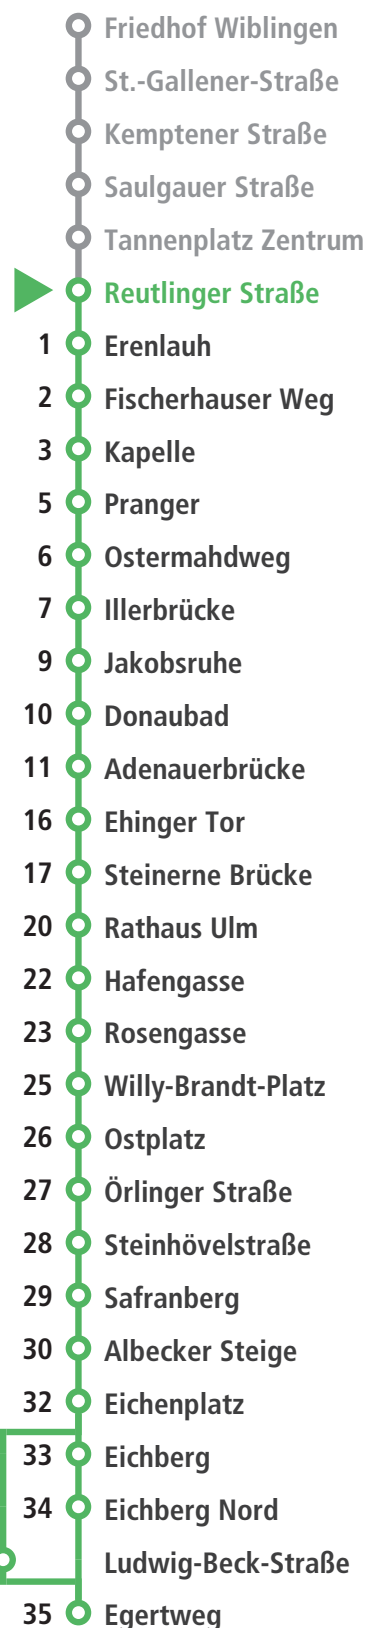 Friedhof Wiblingen
St.-Gallener-Straße
Kemptener Straße
Saulgauer Straße
Tannenplatz Zentrum
Reutlinger Straße
1 Erenlauh
2 Fischerhauser Weg
3 Kapelle
5 Pranger
6 Ostermahdweg
7 Illerbrücke
9 Jakobsruhe
10 Donaubad
11 Adenauerbrücke
16 Ehinger Tor
17 Steinerne Brücke
20 Rathaus Ulm
22 Hafengasse
23 Rosengasse
25 Willy-Brandt-Platz
26 Ostplatz
27 Örlinger Straße
28 Steinhövelstraße
29 Safranberg
30 Albecker Steige
32 Eichenplatz
33 Eichberg
34 Eichberg Nord
Ludwig-Beck-Straße
35 Egertweg